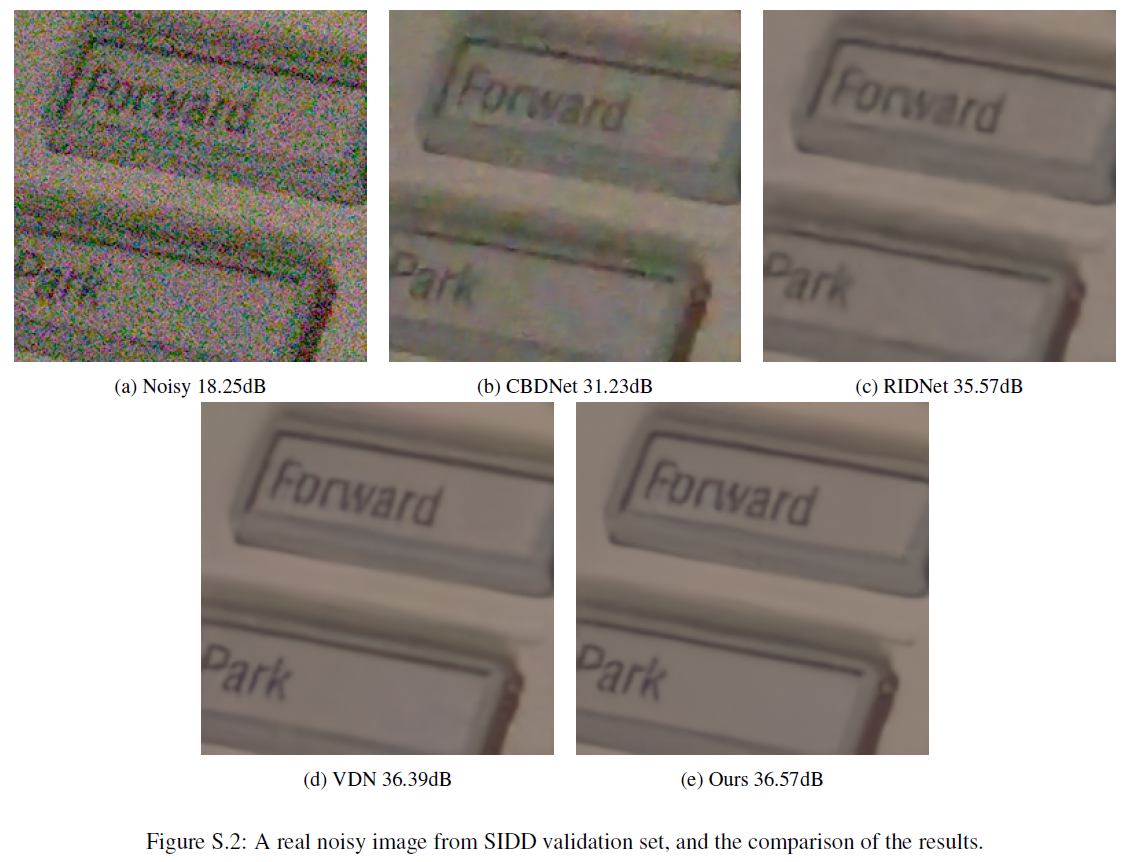 Forward
Park
Forward
Park
Forward
Park
(a) Noisy 18.25dB
(b) CBDNet 31.23dB
(c) RIDNet 35.57dB
Forward
Park
Forward
Park
(d) VDN 36.39dB
(e) Ours 36.57dB
Figure S.2: A real noisy image from SIDD validation set, and the comparison of the results.